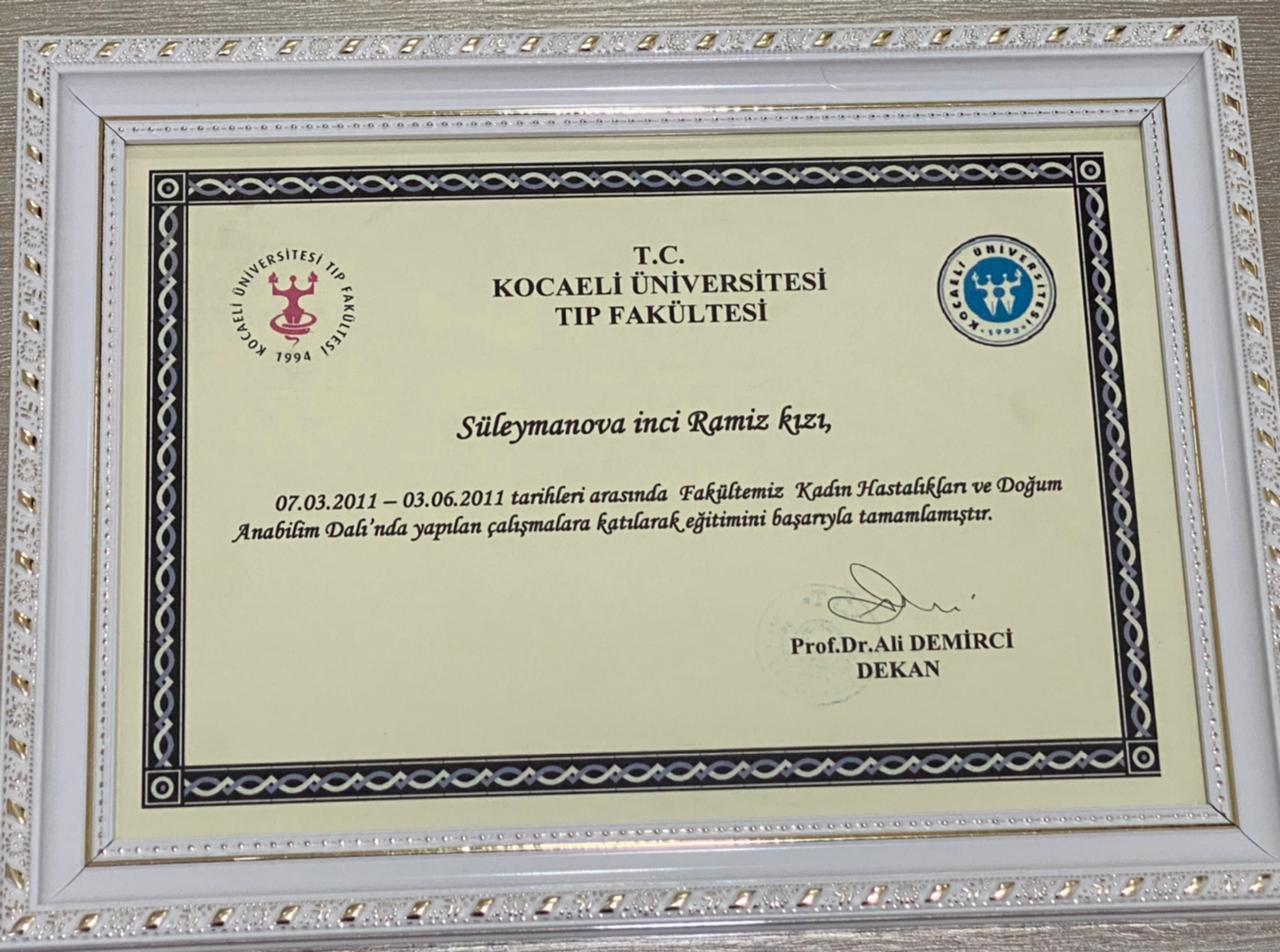 T.C.
KOCAELİ ÜNİVERSİTESİ
TIP FAKÜLTESİ
KOCAELİ ÜNİVERSİTESİ TIP FAKÜLTESİ
1994
KOCAELİ ÜNİVERSİTESİ
1992
Süleymanova inci Ramiz kızı,
07.03.2011 – 03.06.2011 tarihleri arasında Fakültemiz Kadın Hastalıkları ve Doğum
Anabilim Dalı'nda yapılan çalışmalara katılarak eğitimini başarıyla tamamlamıştır.
Prof.Dr.Ali DEMİRCİ
DEKAN